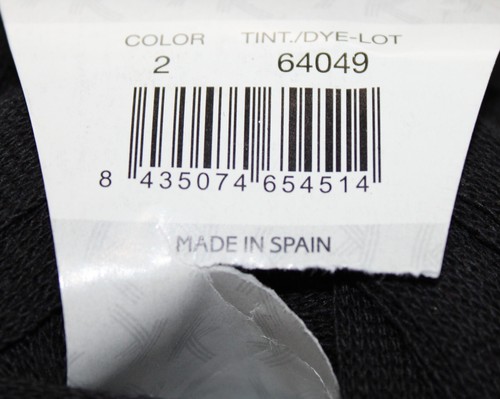 COLOR TINT./DYE-LOT
2 64049
8 435074 654514
MADE IN SPAIN